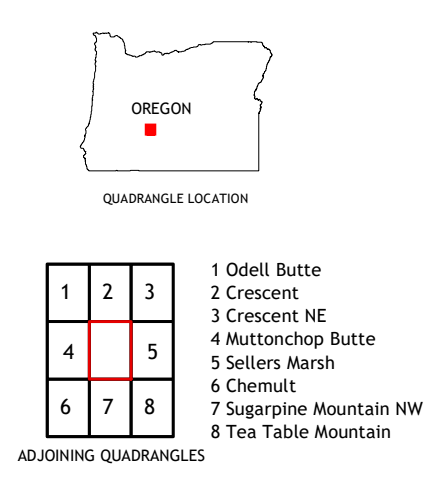 OREGON
QUADRANGLE LOCATION
1 2 3
4 5
6 7 8
ADJOINING QUADRANGLES
1 Odell Butte
2 Crescent
3 Crescent NE
4 Muttonchop Butte
5 Sellers Marsh
6 Chemult
7 Sugarpine Mountain NW
8 Tea Table Mountain